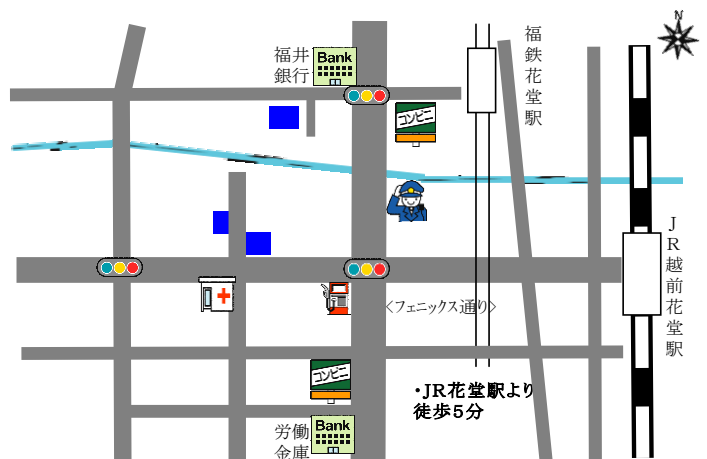 N
福井
銀行
Bank
福鉄花堂駅
コンビニ
JR越前花堂駅
<フェニックス通り>
コンビニ
・JR花堂駅より
徒歩5分
労働
金庫
Bank